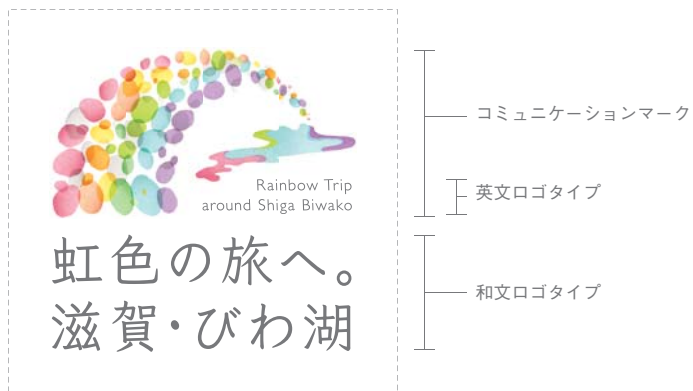 Rainbow Trip
around Shiga Biwako
虹色の旅へ。
滋賀・びわ湖
コミュニケーションマーク
英文ロゴタイプ
和文ロゴタイプ